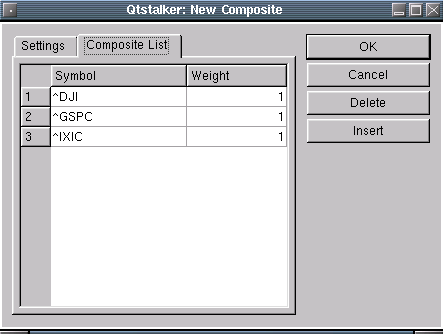 Qtstalker: New Composite
Settings Composite List
OK
Cancel
Delete
Insert
Symbol Weight
1 ^DJI 1
2 ^GSPC 1
3 ^IXIC 1